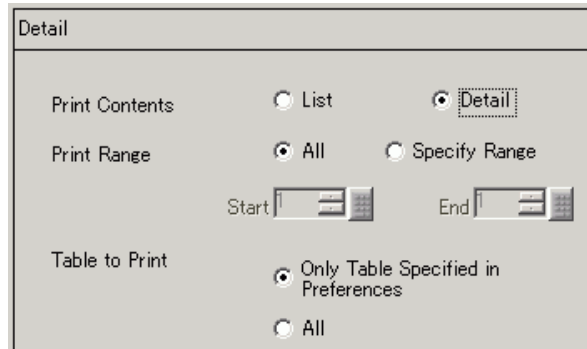 Detail
Print Contents List Detail
Print Range All Specify Range
Start 1 End 1
Table to Print Only Table Specified in
Preferences
All